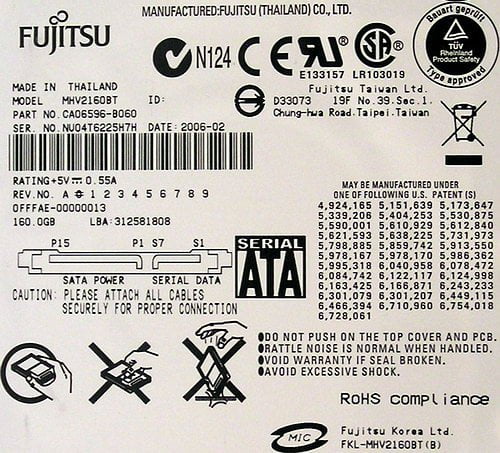 MANUFACTURED:FUJITSU (THAILAND) CO., LTD.
FUJITSU
N124
CE
E133157
LR103019
Bauart geprüft
TÜV
Rheinland
Product Safety
Type approved
MADE IN THAILAND
MODEL MHV2160BT ID:
PART NO. CA06596-B060
SER. NO. NU04T6225H7H DATE: 2006-02
D33073
Fujitsu Taiwan Ltd.
19F No.39.Sec.1.
Chung-hwa Road.Taipei.Taiwan
RATING +5V 0.55A
REV. NO. A 0 1 2 3 4 5 6 7 8 9
0FFFAE-00000013
160.0GB LBA: 312581808
MAY BE MANUFACTURED UNDER
ONE OF FOLLOWING U.S. PATENT (S)
4,924,165 5,151,639 5,173,647
5,339,206 5,404,253 5,530,875
5,590,001 5,610,929 5,612,840
5,621,593 5,638,225 5,731,973
5,798,885 5,859,742 5,913,550
5,978,167 5,978,170 5,986,362
5,995,318 6,040,958 6,078,472
6,084,742 6,122,117 6,124,998
6,163,425 6,166,871 6,243,233
6,301,079 6,301,207 6,449,115
6,466,394 6,710,960 6,754,018
6,728,061
P15 P1 S7 S1
SATA POWER SERIAL DATA
SERIAL
ATA
CAUTION: PLEASE ATTACH ALL CABLES
SECURELY FOR PROPER CONNECTION
●DO NOT PUSH ON THE TOP COVER AND PCB.
●RATTLE NOISE IS NORMAL WHEN HANDLED.
●VOID WARRANTY IF SEAL BROKEN.
●AVOID EXCESSIVE SHOCK.
RoHS compliance
MIC
Fujitsu Korea Ltd.
FKL-MHV2160BT(B)